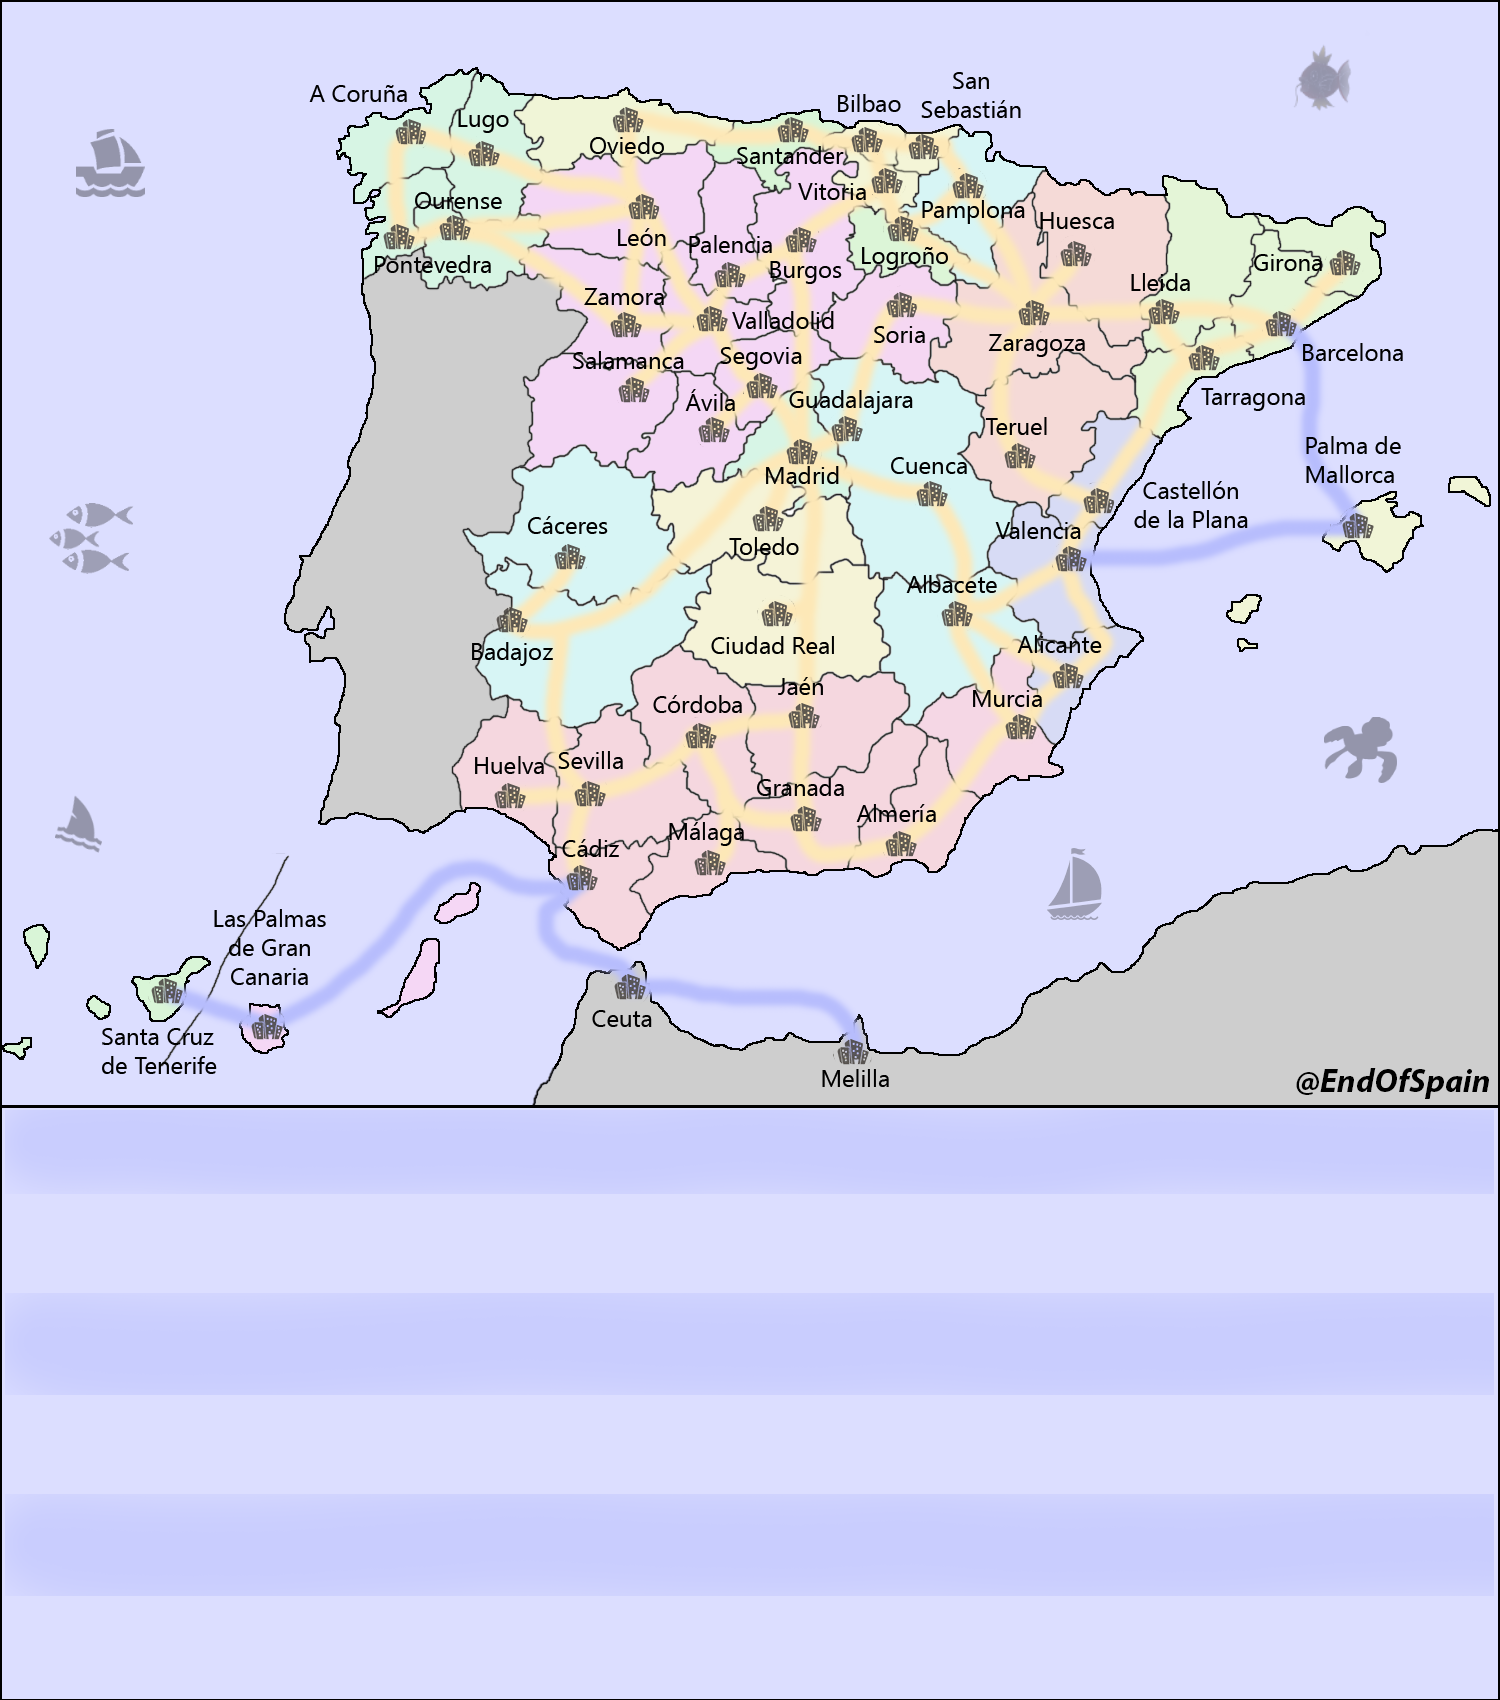 San
A Coruña
Bilbao
Sebastián
Lugo
Oviedo
Santander
Vitoria
Ourense
Pamplona
Huesca
León
Palencia
Logroño
Girona
Pontevedra
Burgos
Lleida
Zamora
Valladolid
Soria
Zaragoza
Barcelona
Salamanca
Segovia
Ávila
Guadalajara
Tarragona
Teruel
Palma de
Mallorca
Madrid
Cuenca
Castellón
de la Plana
Cáceres
Valencia
Toledo
Albacete
Badajoz
Ciudad Real
Alicante
Jaén
Córdoba
Murcia
Huelva
Sevilla
Granada
Almería
Málaga
Cádiz
Las Palmas
de Gran
Canaria
Ceuta
Santa Cruz
de Tenerife
Melilla
@EndOfSpain